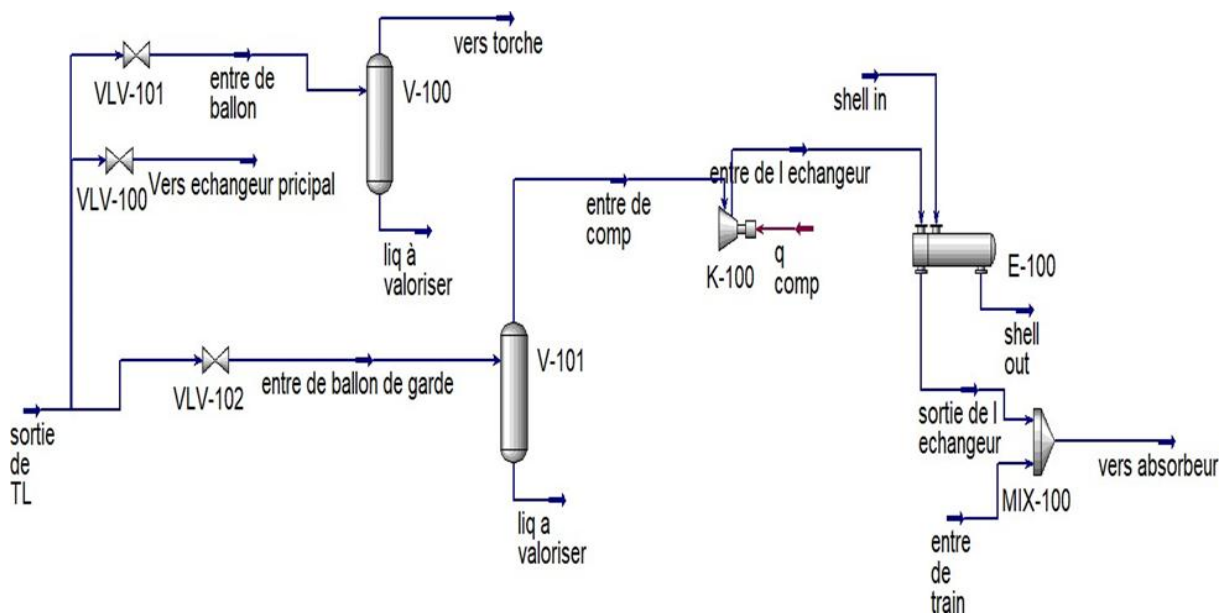 vers torche
VLV-101
entre de
ballon
V-100
shell in
VLV-100
Vers echangeur pricipal
entre de l echangeur
entre de
comp
liq à
valoriser
K-100
q
comp
E-100
shell
out
V-101
VLV-102
entre de ballon de garde
sortie
de
TL
sortie de l
echangeur
vers absorbeur
MIX-100
liq a
valoriser
entre
de
train